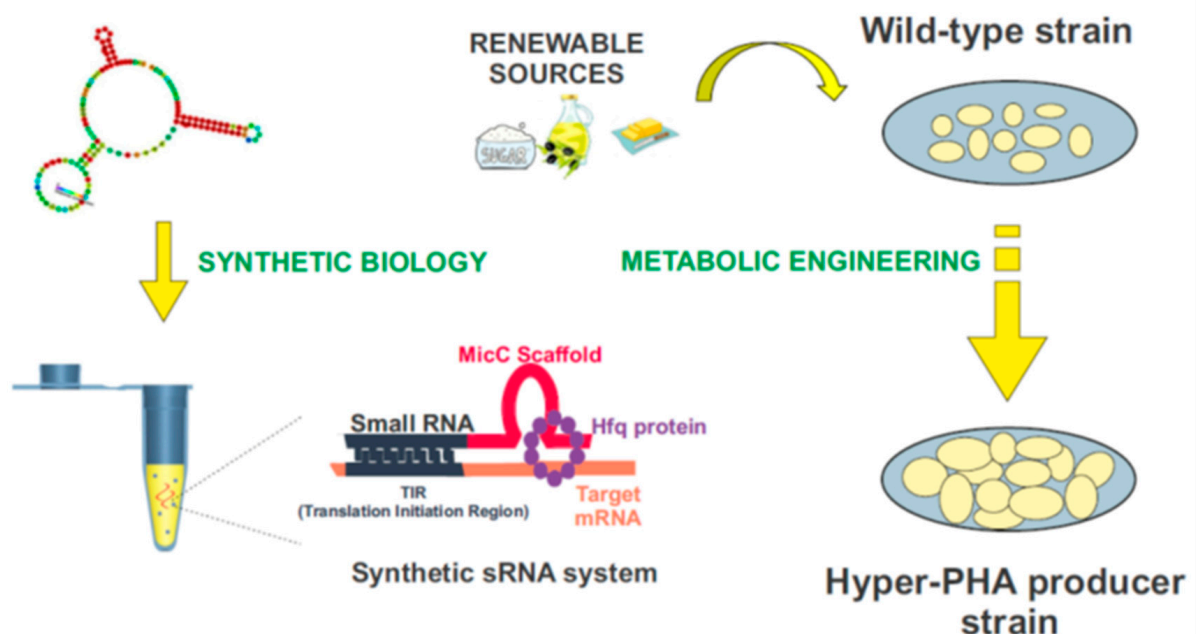 RENEWABLE
SOURCES
SUGAR
Wild-type strain
SYNTHETIC BIOLOGY
METABOLIC ENGINEERING
MicC Scaffold
Small RNA
Hfq protein
TIR
(Translation Initiation Region)
Target
mRNA
Synthetic sRNA system
Hyper-PHA producer
strain